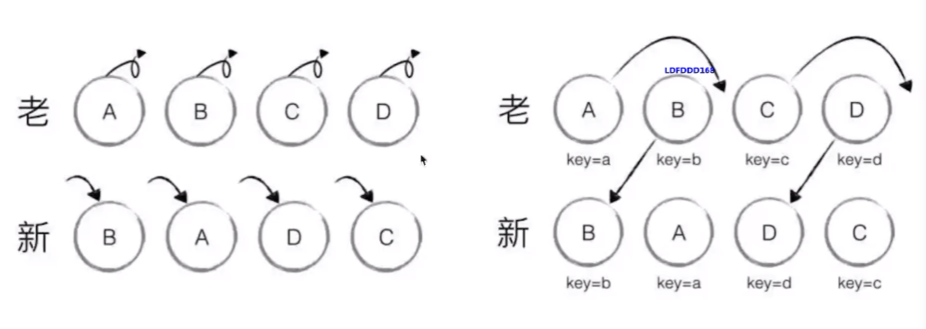 老 A B C D
新 B A D C
LDFDDD168
老 A B C D
key=a key=b key=c key=d
新 B A D C
key=b key=a key=d key=c